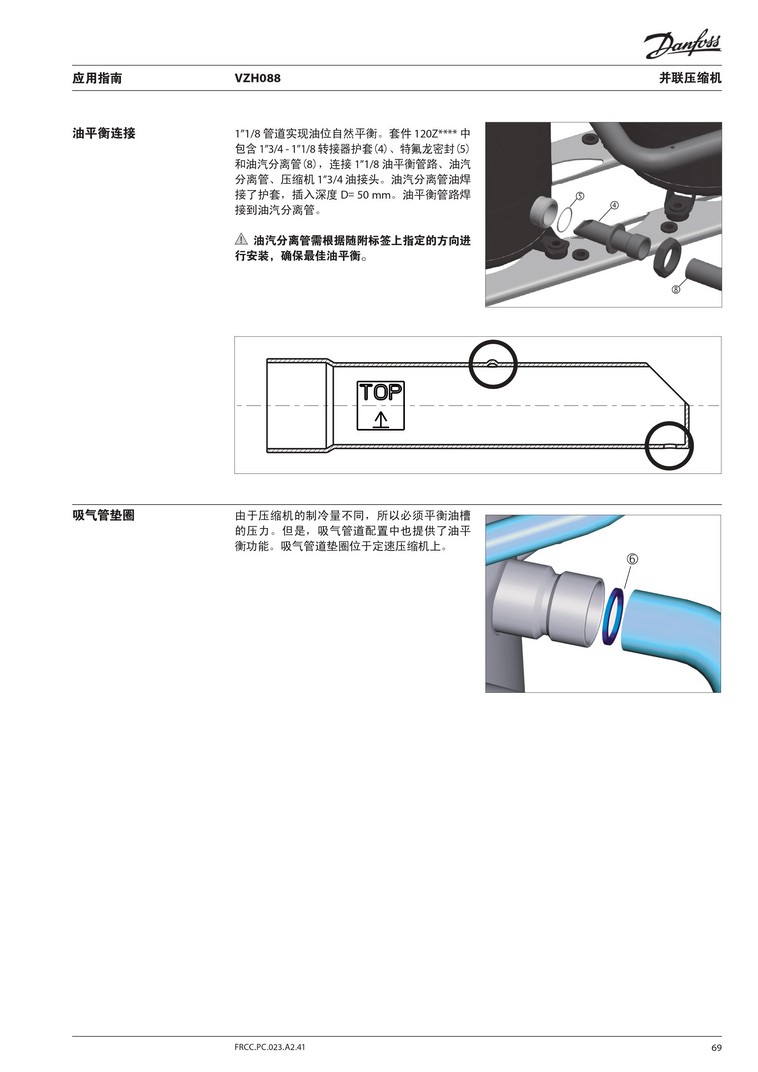 Danfoss
应用指南 VZH088 并联压缩机
油平衡连接
1"1/8 管道实现油位自然平衡。套件 120Z**** 中
包含 1"3/4 - 1"1/8 转接器护套(4)、特氟龙密封(5)
和油汽分离管(8)，连接 1"1/8 油平衡管路、油汽
分离管、压缩机 1"3/4 油接头。油汽分离管油焊
接了护套，插入深度 D= 50 mm。油平衡管路焊
接到油汽分离管。
油汽分离管需根据随附标签上指定的方向进
行安装，确保最佳油平衡。
⑤
④
⑧
TOP
吸气管垫圈
由于压缩机的制冷量不同，所以必须平衡油槽
的压力。但是，吸气管道配置中也提供了油平
衡功能。吸气管道垫圈位于定速压缩机上。
⑥
FRCC.PC.023.A2.41 69